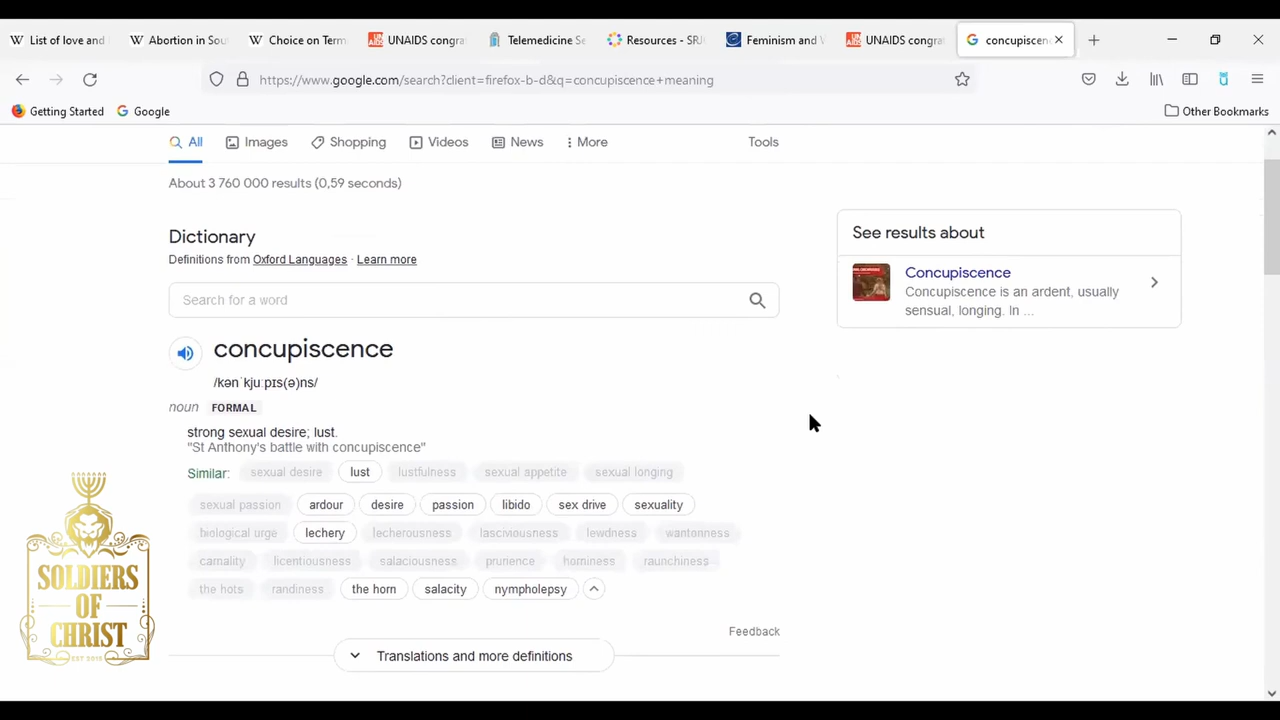 List of love and
Abortion in Sou
Choice on Term
UNAIDS congra
Telemedicine Se
Resources - SRJ
Feminism and
UNAIDS congra
concupiscen
https://www.google.com/search?client=firefox-b-d&q=concupiscence+meaning
Getting Started
Google
Other Bookmarks
All
Images
Shopping
Videos
News
More
Tools
About 3 760 000 results (0,59 seconds)
Dictionary
Definitions from Oxford Languages · Learn more
Search for a word
concupiscence
/kənˈkjuːpɪs(ə)ns/
noun FORMAL
strong sexual desire; lust.
"St Anthony's battle with concupiscence"
Similar: sexual desire lust lustfulness sexual appetite sexual longing
sexual passion ardour desire passion libido sex drive sexuality
biological urge lechery lecherousness lasciviousness lewdness wantonness
carnality licentiousness salaciousness prurience horniness raunchiness
the hots randiness the horn salacity nympholepsy
Feedback
Translations and more definitions
See results about
Concupiscence
Concupiscence is an ardent, usually
sensual, longing. In ...
SOLDIERS
OF
CHRIST